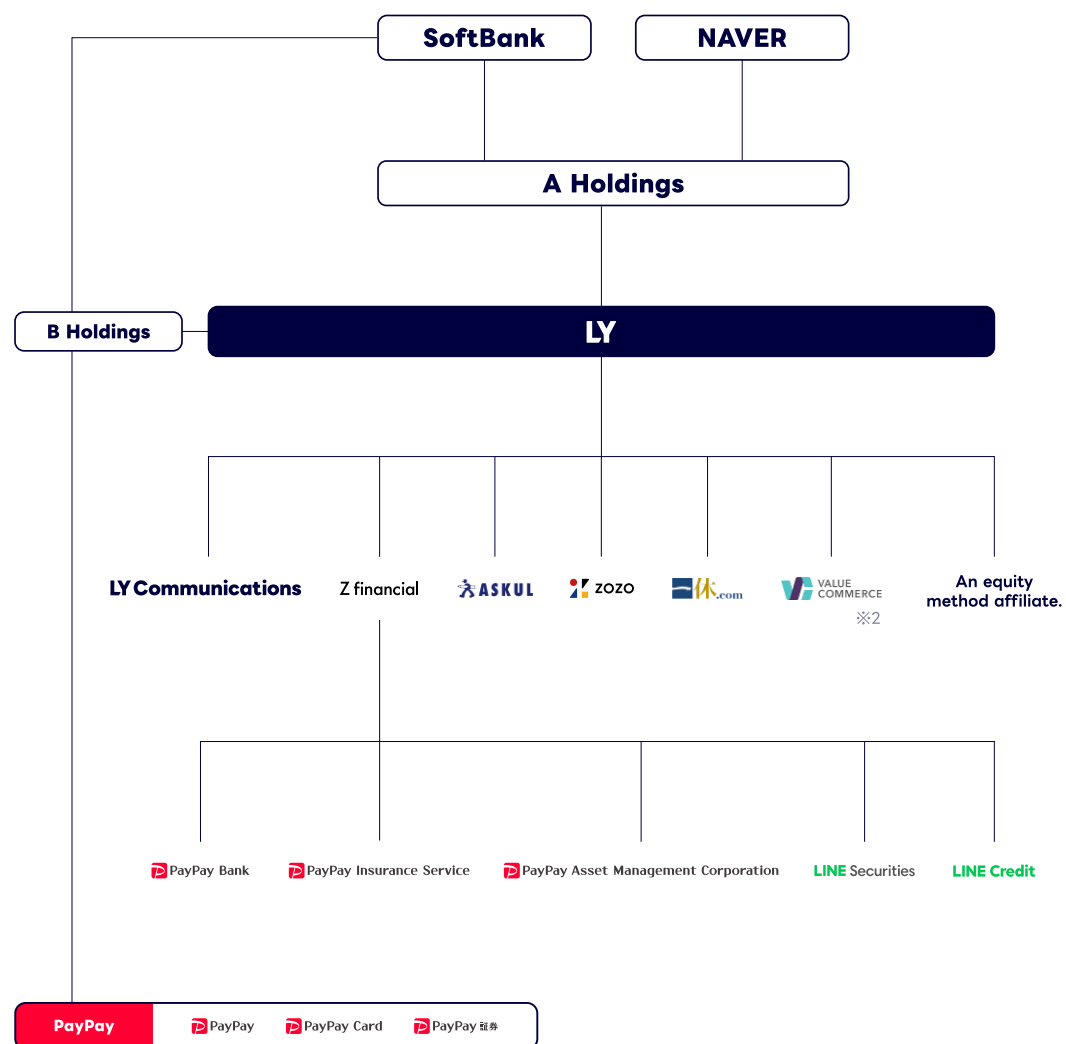 SoftBank
NAVER
A Holdings
B Holdings
LY
LY Communications
Z financial
ASKUL
ZOZO
一休.com
VALUE
COMMERCE
※2
An equity
method affiliate.
PayPay Bank
PayPay Insurance Service
PayPay Asset Management Corporation
LINE Securities
LINE Credit
PayPay
PayPay
PayPay Card
PayPay 証券